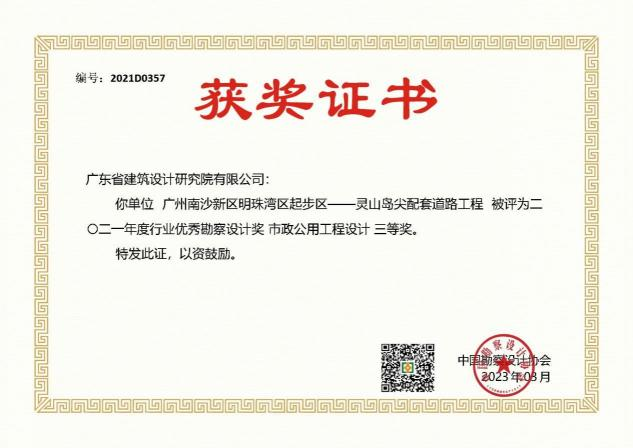 编号：2021D0357
获奖证书
广东省建筑设计研究院有限公司：
你单位 广州南沙新区明珠湾区起步区——灵山岛尖配套道路工程 被评为二
〇二一年度行业优秀勘察设计奖 市政公用工程设计 三等奖。
特发此证，以资鼓励。
中国勘察设计协会
2023年03月